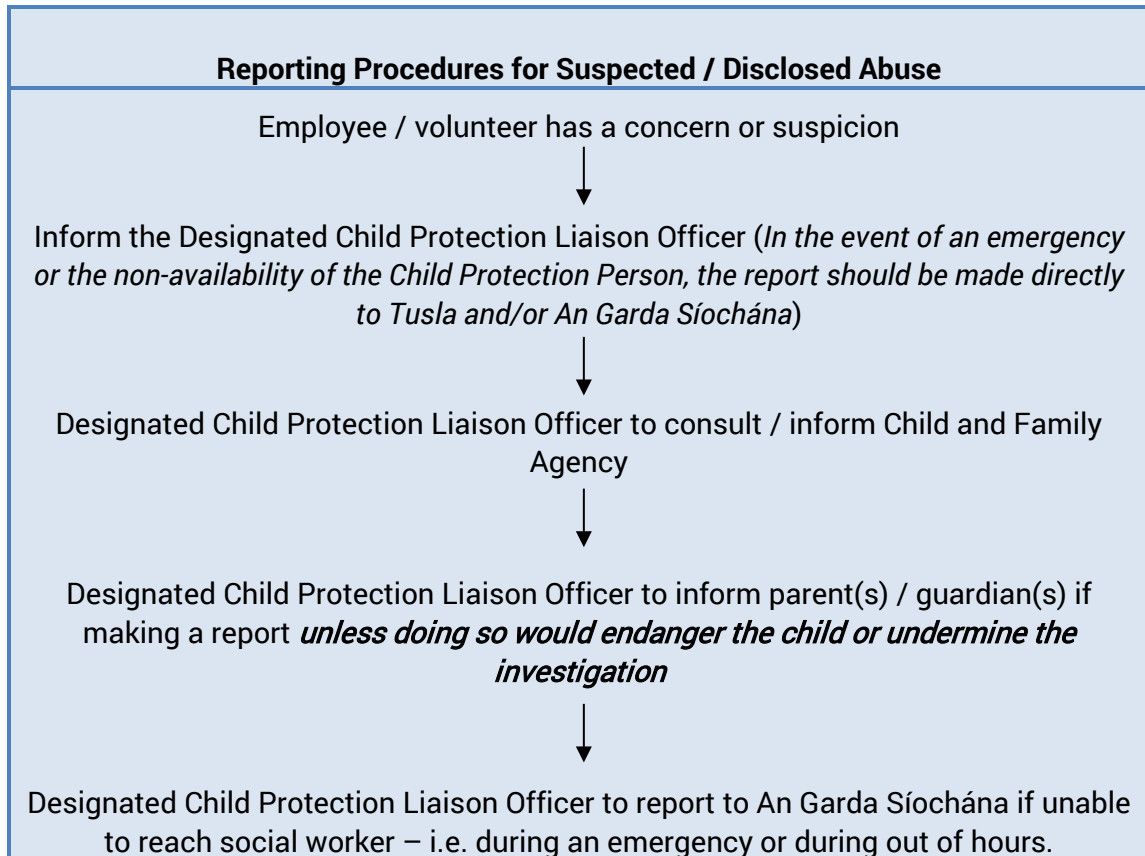 Reporting Procedures for Suspected / Disclosed Abuse
Employee / volunteer has a concern or suspicion
Inform the Designated Child Protection Liaison Officer (In the event of an emergency
or the non-availability of the Child Protection Person, the report should be made directly
to Tusla and/or An Garda Síochána)
Designated Child Protection Liaison Officer to consult / inform Child and Family
Agency
Designated Child Protection Liaison Officer to inform parent(s) / guardian(s) if
making a report unless doing so would endanger the child or undermine the
investigation
Designated Child Protection Liaison Officer to report to An Garda Síochána if unable
to reach social worker – i.e. during an emergency or during out of hours.